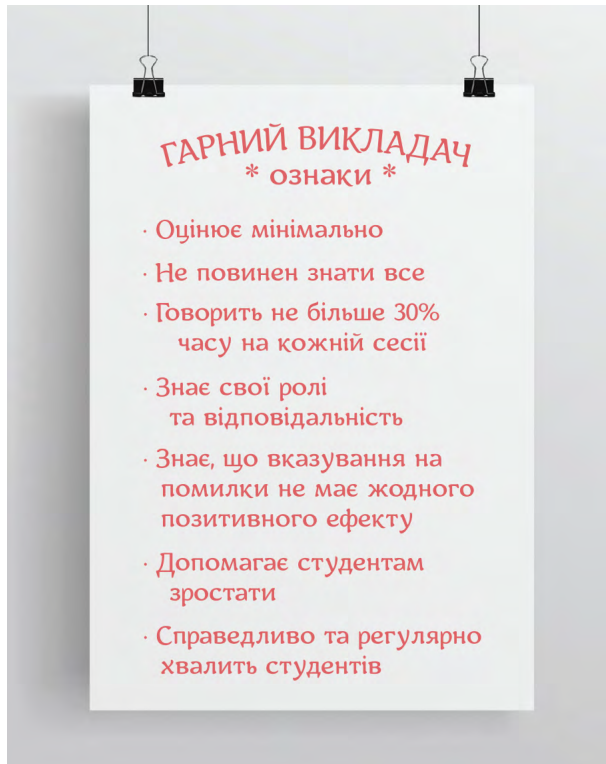 ГАРНИЙ ВИКЛАДАЧ
* ознаки *
· Оцінює мінімально
· Не повинен знати все
· Говорить не більше 30%
часу на кожній сесії
· Знає свої ролі
та відповідальність
· Знає, що вказування на
помилки не має жодного
позитивного ефекту
· Допомагає студентам
зростати
· Справедливо та регулярно
хвалить студентів